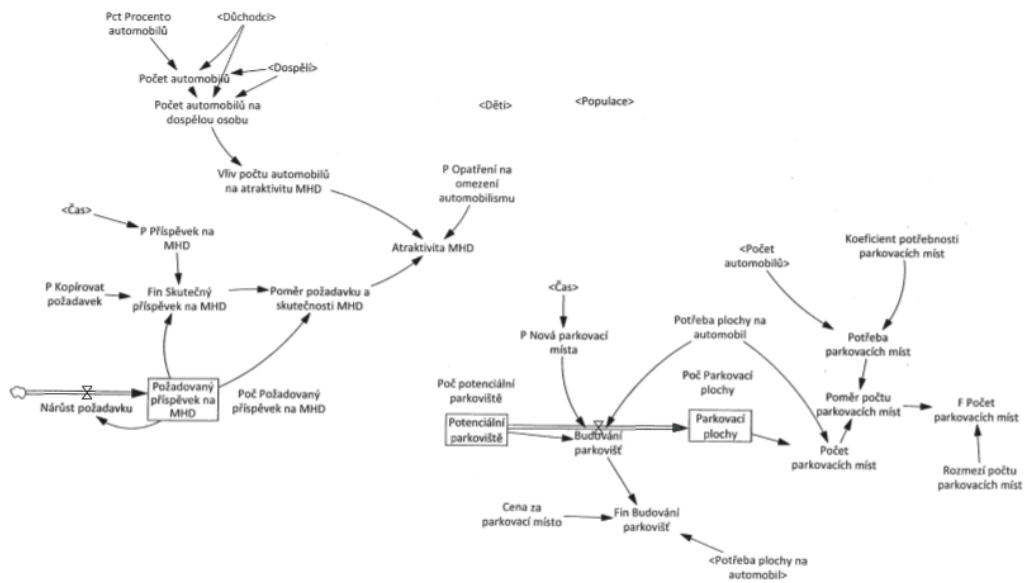 Pct Procento
automobilů
<Důchodci>
<Dospělí>
Počet automobilů
Počet automobilů na
dospělou osobu
<Děti>
<Populace>
Vliv počtu automobilů
na atraktivitu MHD
P Opatření na
omezení
automobilismu
<Čas>
P Příspěvek na
MHD
Atraktivita MHD
P Kopírovat
požadavek
Fin Skutečný
příspěvek na MHD
Poměr požadavku a
skutečnosti MHD
Nárůst požadavku
Požadovaný
příspěvek na
MHD
Poč Požadovaný
příspěvek na MHD
<Počet
automobilů>
Koeficient potřebnosti
parkovacích míst
<Čas>
P Nová parkovací
místa
Potřeba plochy na
automobil
Potřeba
parkovacích míst
Poč potenciální
parkoviště
Poč Parkovací
plochy
Poměr počtu
parkovacích míst
F Počet
parkovacích míst
Potenciální
parkoviště
Budování
parkovišť
Parkovací
plochy
Počet
parkovacích míst
Rozmezí počtu
parkovacích míst
Cena za
parkovací místo
Fin Budování
parkovišť
<Potřeba plochy na
automobil>